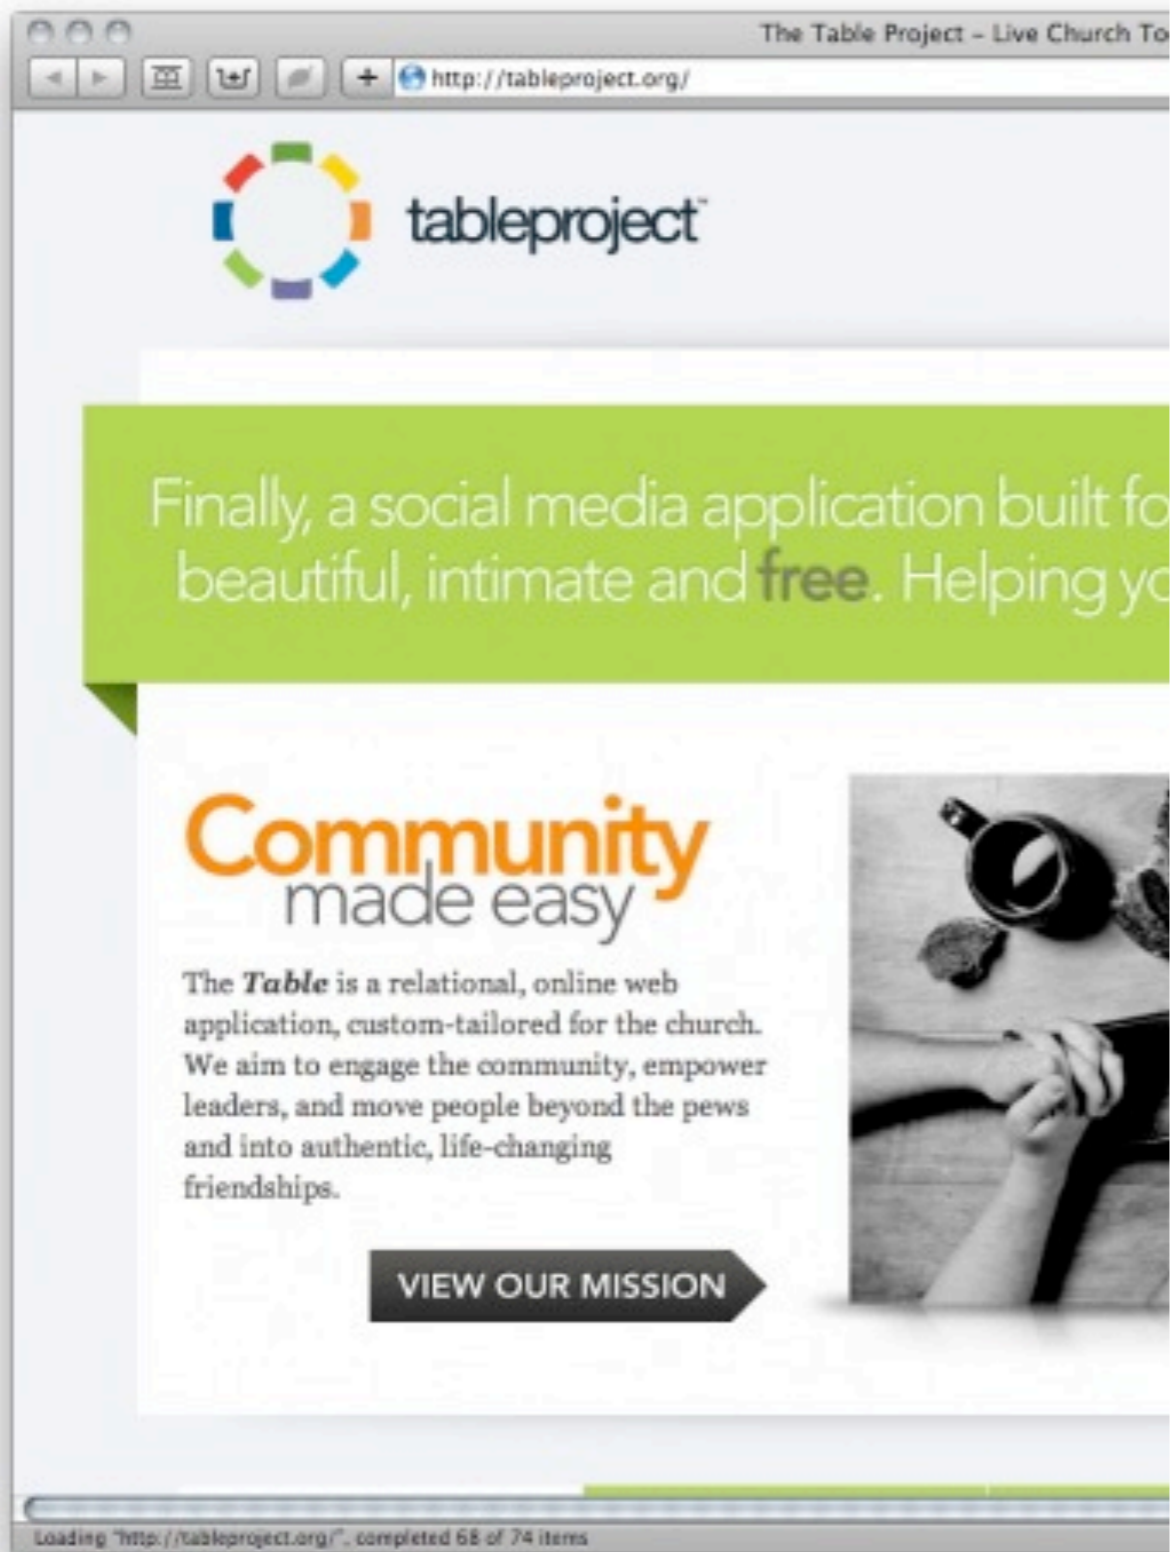 The Table Project – Live Church To
http://tableproject.org/
tableproject™
Finally, a social media application built fo
beautiful, intimate and free. Helping yo
Community
made easy
The Table is a relational, online web
application, custom-tailored for the church.
We aim to engage the community, empower
leaders, and move people beyond the pews
and into authentic, life-changing
friendships.
VIEW OUR MISSION
Loading "http://tableproject.org/", completed 68 of 74 items